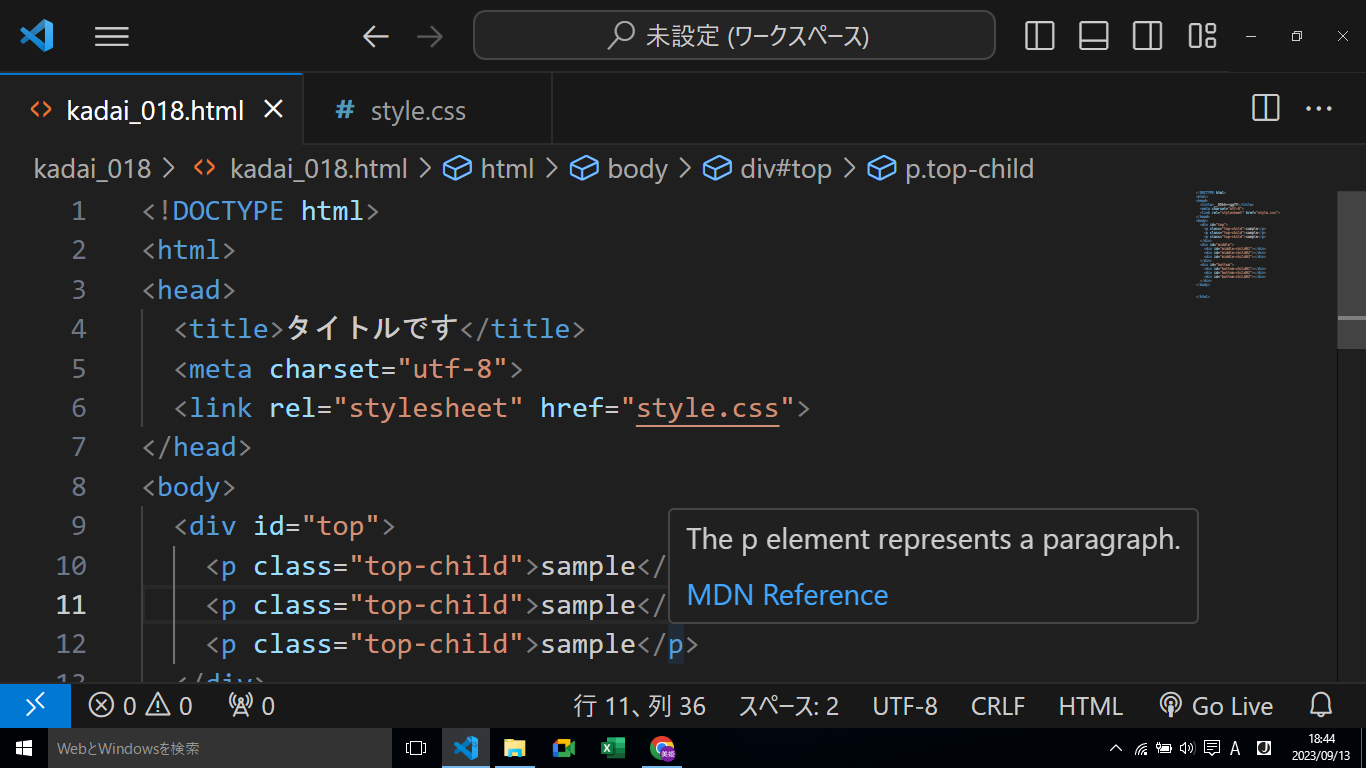 未設定 (ワークスペース)
kadai_018.html
# style.css
kadai_018 > kadai_018.html > html > body > div#top > p.top-child
1 <!DOCTYPE html>
2 <html>
3 <head>
4 <title>タイトルです</title>
5 <meta charset="utf-8">
6 <link rel="stylesheet" href="style.css">
7 </head>
8 <body>
9 <div id="top">
10 <p class="top-child">sample</
11 <p class="top-child">sample</
12 <p class="top-child">sample</p>
13 </div>
The p element represents a paragraph.
MDN Reference
0 0 0 行 11、列 36 スペース: 2 UTF-8 CRLF HTML Go Live
WebとWindowsを検索
A
J
18:44
2023/09/13